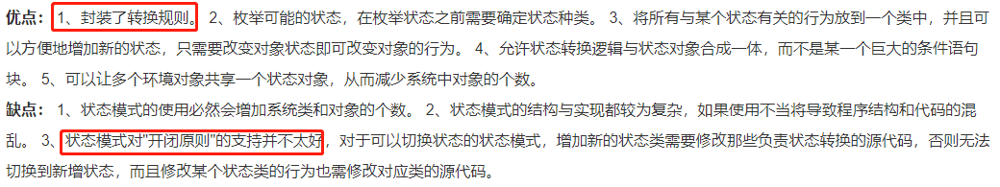 优点： 1、封装了转换规则。 2、枚举可能的状态，在枚举状态之前需要确定状态种类。 3、将所有与某个状态有关的行为放到一个类中，并且可
以方便地增加新的状态，只需要改变对象状态即可改变对象的行为。 4、允许状态转换逻辑与状态对象合成一体，而不是某一个巨大的条件语句
块。 5、可以让多个环境对象共享一个状态对象，从而减少系统中对象的个数。
缺点： 1、状态模式的使用必然会增加系统类和对象的个数。 2、状态模式的结构与实现都较为复杂，如果使用不当将导致程序结构和代码的混
乱。 3、状态模式对"开闭原则"的支持并不太好，对于可以切换状态的状态模式，增加新的状态类需要修改那些负责状态转换的源代码，否则无法
切换到新增状态，而且修改某个状态类的行为也需修改对应类的源代码。